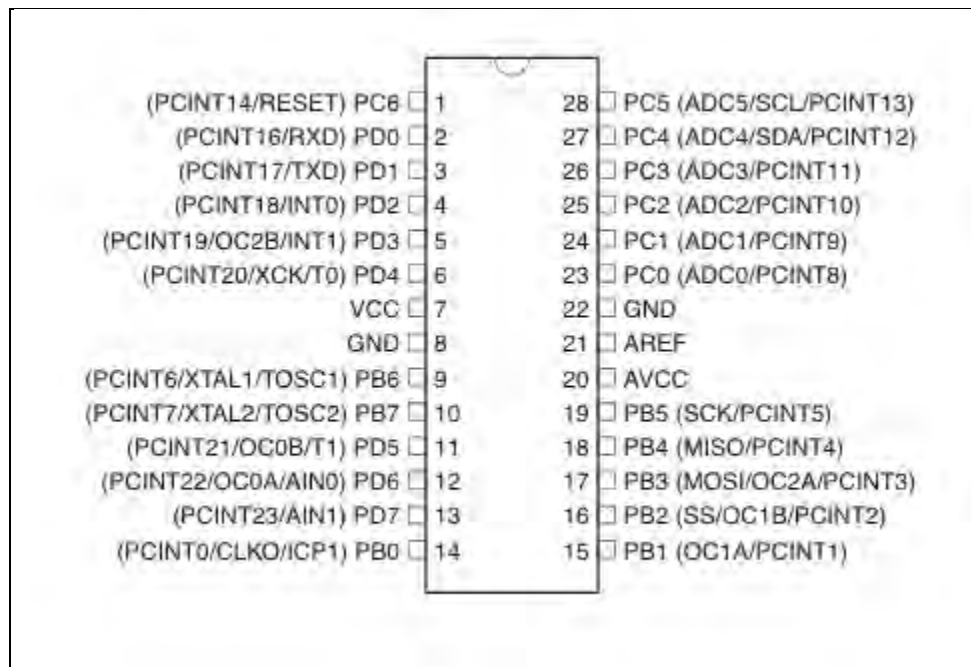 (PCINT14/RESET) PC6 1
(PCINT16/RXD) PD0 2
(PCINT17/TXD) PD1 3
(PCINT18/INT0) PD2 4
(PCINT19/OC2B/INT1) PD3 5
(PCINT20/XCK/T0) PD4 6
VCC 7
GND 8
(PCINT6/XTAL1/TOSC1) PB6 9
(PCINT7/XTAL2/TOSC2) PB7 10
(PCINT21/OC0B/T1) PD5 11
(PCINT22/OC0A/AIN0) PD6 12
(PCINT23/AIN1) PD7 13
(PCINT0/CLKO/ICP1) PB0 14
28 PC5 (ADC5/SCL/PCINT13)
27 PC4 (ADC4/SDA/PCINT12)
26 PC3 (ADC3/PCINT11)
25 PC2 (ADC2/PCINT10)
24 PC1 (ADC1/PCINT9)
23 PC0 (ADC0/PCINT8)
22 GND
21 AREF
20 AVCC
19 PB5 (SCK/PCINT5)
18 PB4 (MISO/PCINT4)
17 PB3 (MOSI/OC2A/PCINT3)
16 PB2 (SS/OC1B/PCINT2)
15 PB1 (OC1A/PCINT1)